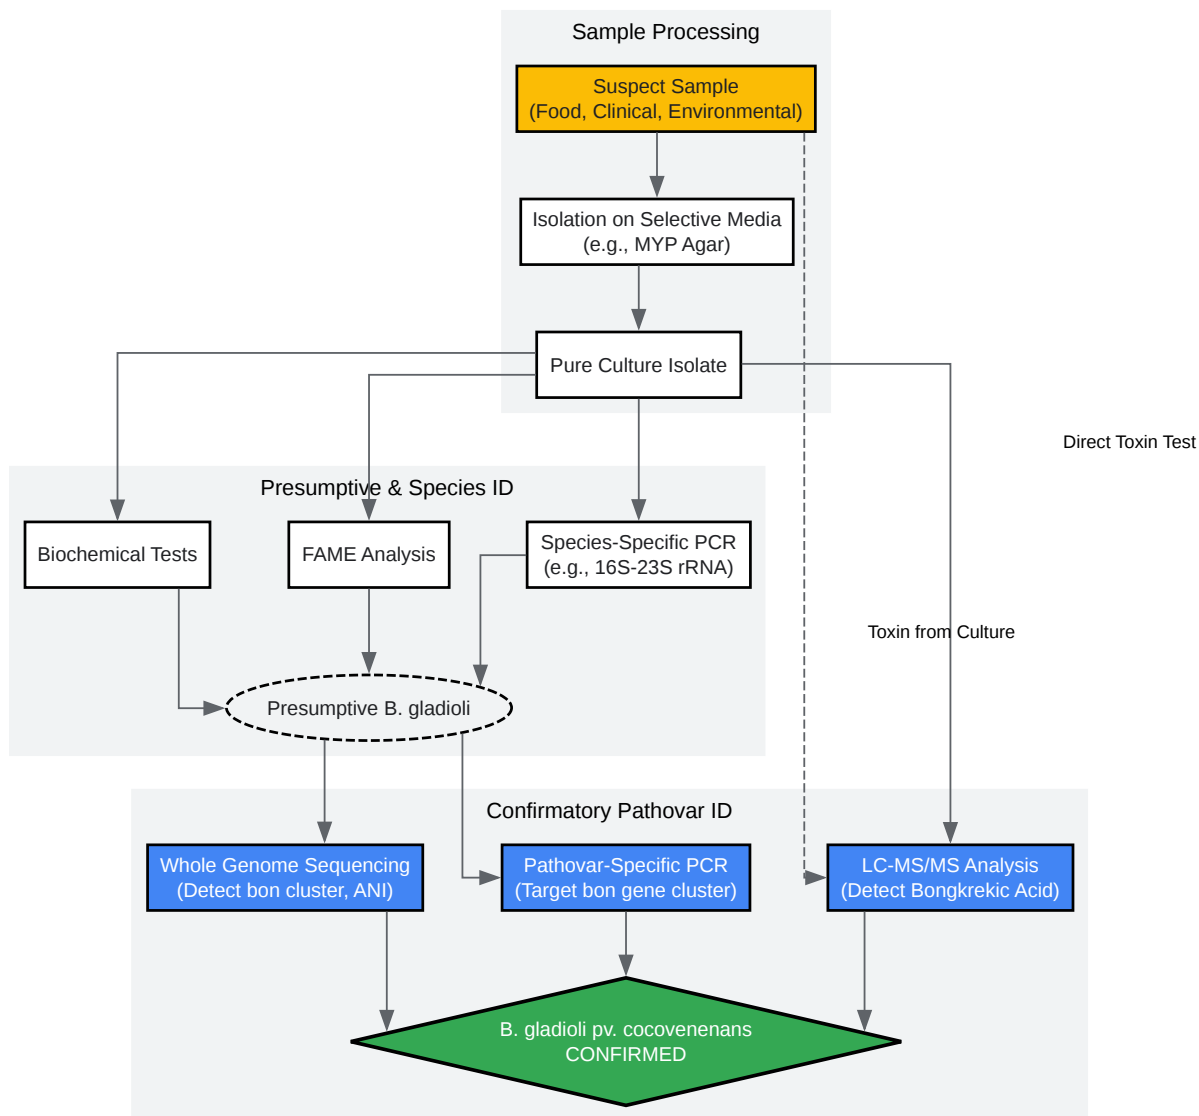 Sample Processing
Suspect Sample
(Food, Clinical, Environmental)
Isolation on Selective Media
(e.g., MYP Agar)
Pure Culture Isolate
Direct Toxin Test
Presumptive & Species ID
Biochemical Tests
FAME Analysis
Species-Specific PCR
(e.g., 16S-23S rRNA)
Toxin from Culture
Presumptive B. gladioli
Confirmatory Pathovar ID
Whole Genome Sequencing
(Detect bon cluster, ANI)
Pathovar-Specific PCR
(Target bon gene cluster)
LC-MS/MS Analysis
(Detect Bongkrekic Acid)
B. gladioli pv. cocovenenans
CONFIRMED